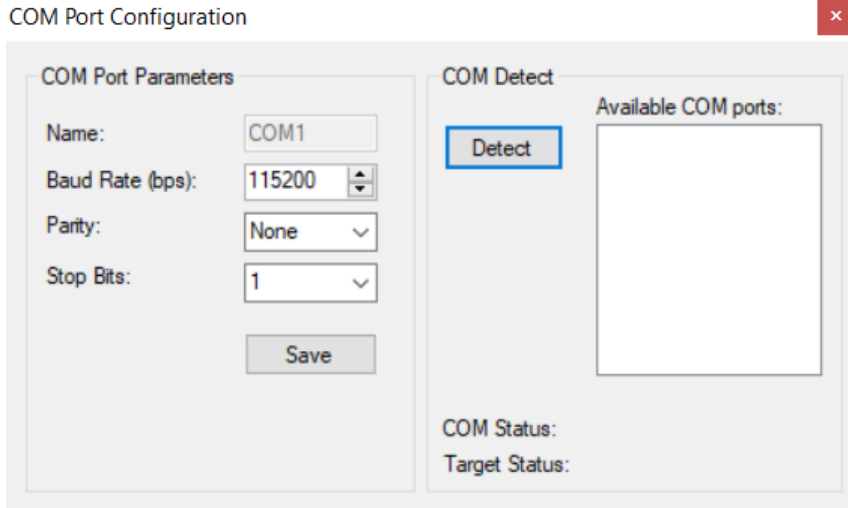 COM Port Configuration
COM Port Parameters
Name: COM1
Baud Rate (bps): 115200
Parity: None
Stop Bits: 1
Save
COM Detect
Detect
Available COM ports:
COM Status:
Target Status: